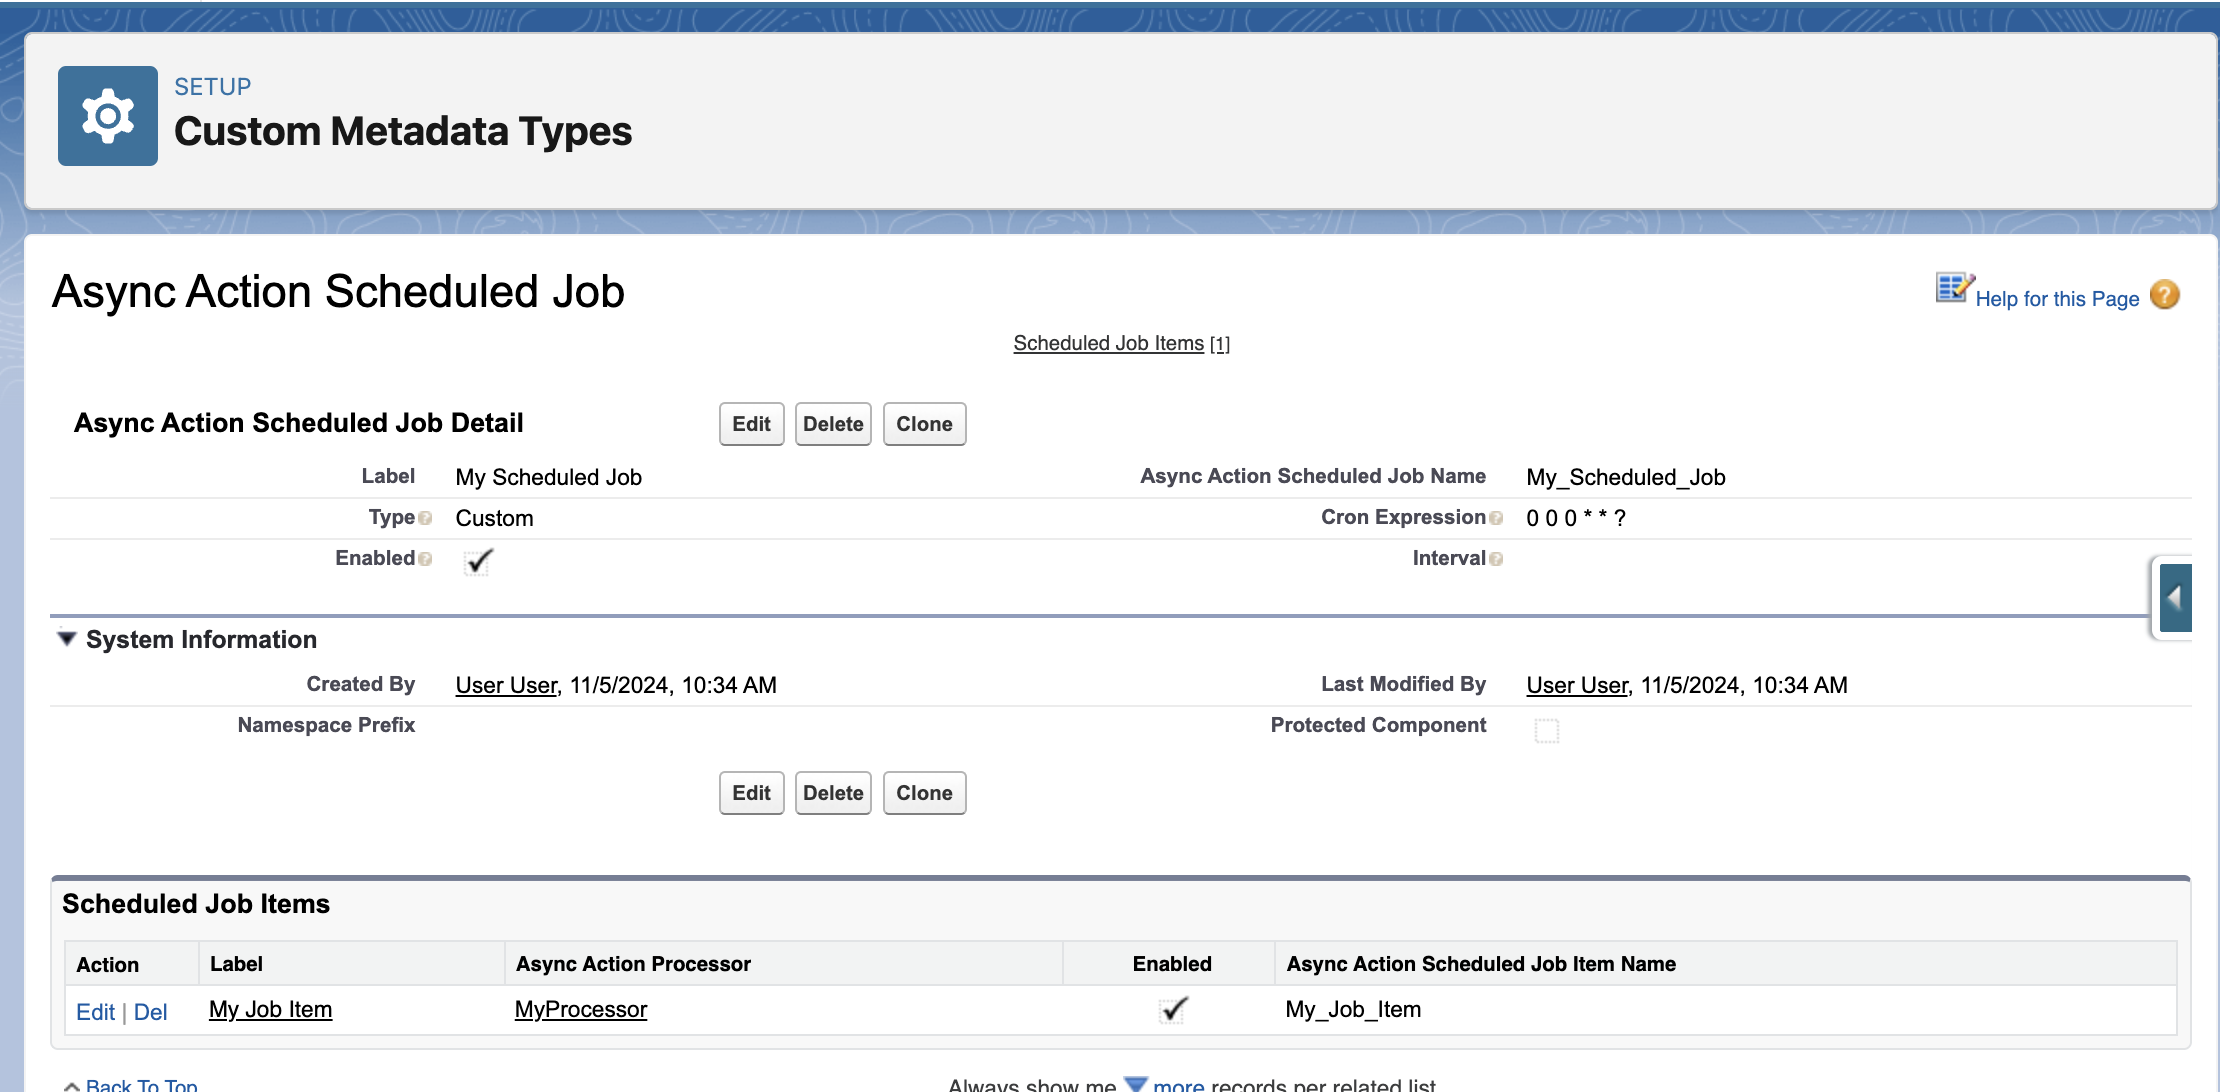 SETUP
Custom Metadata Types
Async Action Scheduled Job
Help for this Page ?
Scheduled Job Items [1]
Async Action Scheduled Job Detail Edit Delete Clone
Label My Scheduled Job Async Action Scheduled Job Name My_Scheduled_Job
Type ? Custom Cron Expression ? 0 0 0 * * ?
Enabled ? Interval ?
System Information
Created By User User, 11/5/2024, 10:34 AM Last Modified By User User, 11/5/2024, 10:34 AM
Namespace Prefix Protected Component
Edit Delete Clone
Scheduled Job Items
Action Label Async Action Processor Enabled Async Action Scheduled Job Item Name
Edit | Del My Job Item MyProcessor My_Job_Item
Back To Top Always show me more records per related list